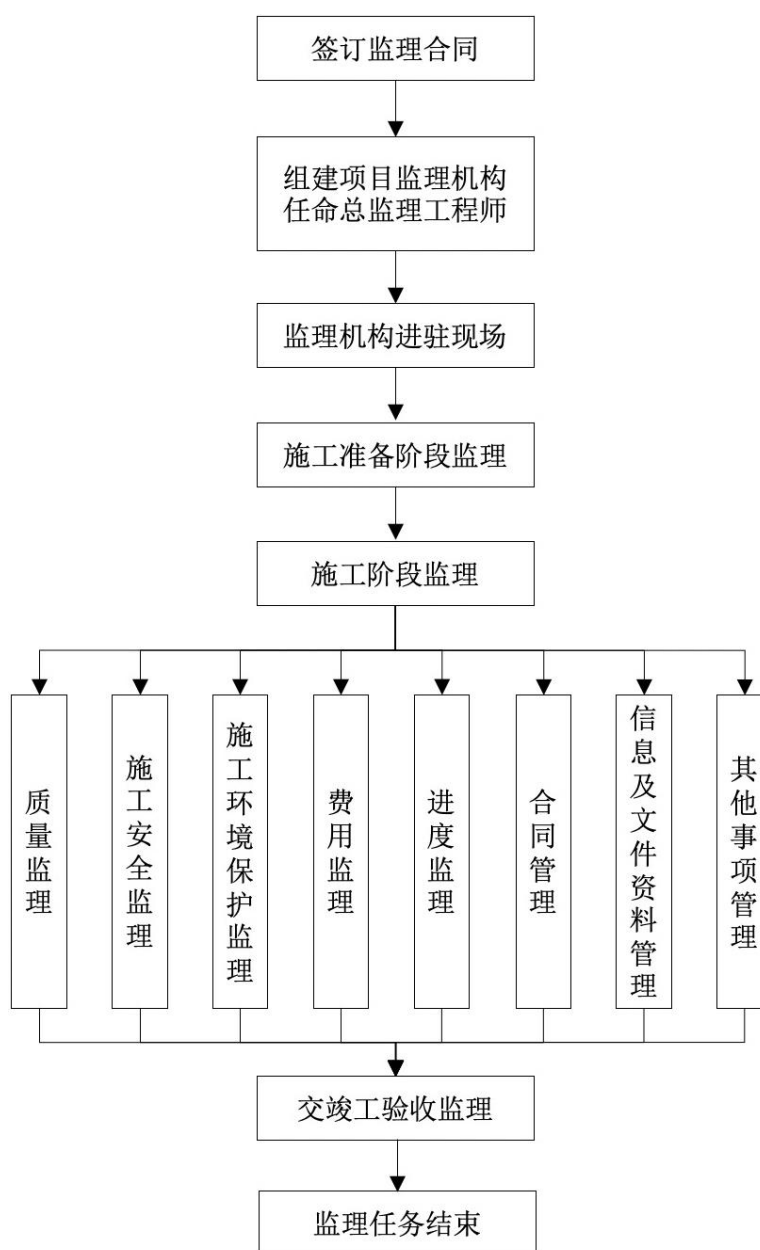 签订监理合同
组建项目监理机构
任命总监理工程师
监理机构进驻现场
施工准备阶段监理
施工阶段监理
质量监理
施工安全监理
施工环境保护监理
费用监理
进度监理
合同管理
信息及文件资料管理
其他事项管理
交竣工验收监理
监理任务结束